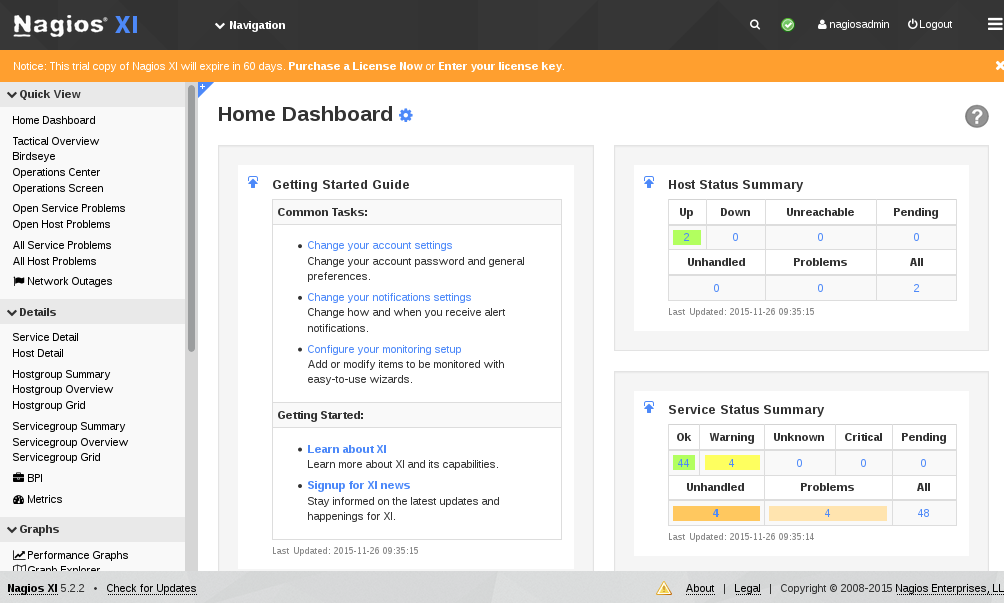 Nagios® XI
Navigation
nagiosadmin
Logout
Notice: This trial copy of Nagios XI will expire in 60 days. Purchase a License Now or Enter your license key.
Quick View
Home Dashboard
Tactical Overview
Birdseye
Operations Center
Operations Screen
Open Service Problems
Open Host Problems
All Service Problems
All Host Problems
Network Outages
Details
Service Detail
Host Detail
Hostgroup Summary
Hostgroup Overview
Hostgroup Grid
Servicegroup Summary
Servicegroup Overview
Servicegroup Grid
BPI
Metrics
Graphs
Performance Graphs
Graph Explorer
Home Dashboard
Getting Started Guide
Common Tasks:
• Change your account settings
Change your account password and general
preferences.
• Change your notifications settings
Change how and when you receive alert
notifications.
• Configure your monitoring setup
Add or modify items to be monitored with
easy-to-use wizards.
Getting Started:
• Learn about XI
Learn more about XI and its capabilities.
• Signup for XI news
Stay informed on the latest updates and
happenings for XI.
Last Updated: 2015-11-26 09:35:15
Host Status Summary
Up Down Unreachable Pending
2 0 0 0
Unhandled Problems All
0 0 2
Last Updated: 2015-11-26 09:35:15
Service Status Summary
Ok Warning Unknown Critical Pending
44 4 0 0 0
Unhandled Problems All
4 4 48
Last Updated: 2015-11-26 09:35:14
Nagios XI 5.2.2 • Check for Updates
About | Legal | Copyright © 2008-2015 Nagios Enterprises, LL